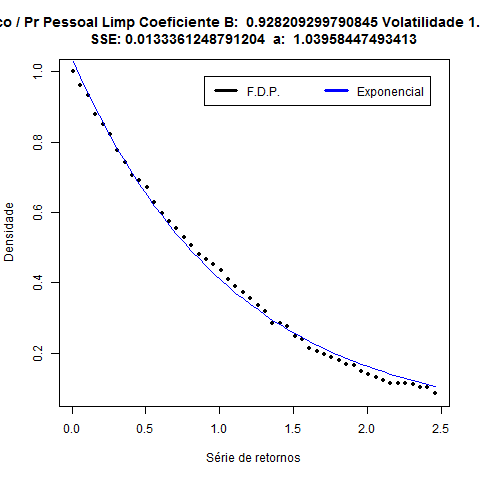 co / Pr Pessoal Limp Coeficiente B:  0.928209299790845 Volatilidade 1.
SSE: 0.0133361248791204  a:  1.03958447493413
F.D.P.
Exponencial
1.0
0.8
0.6
0.4
0.2
Densidade
0.0
0.5
1.0
1.5
2.0
2.5
Série de retornos